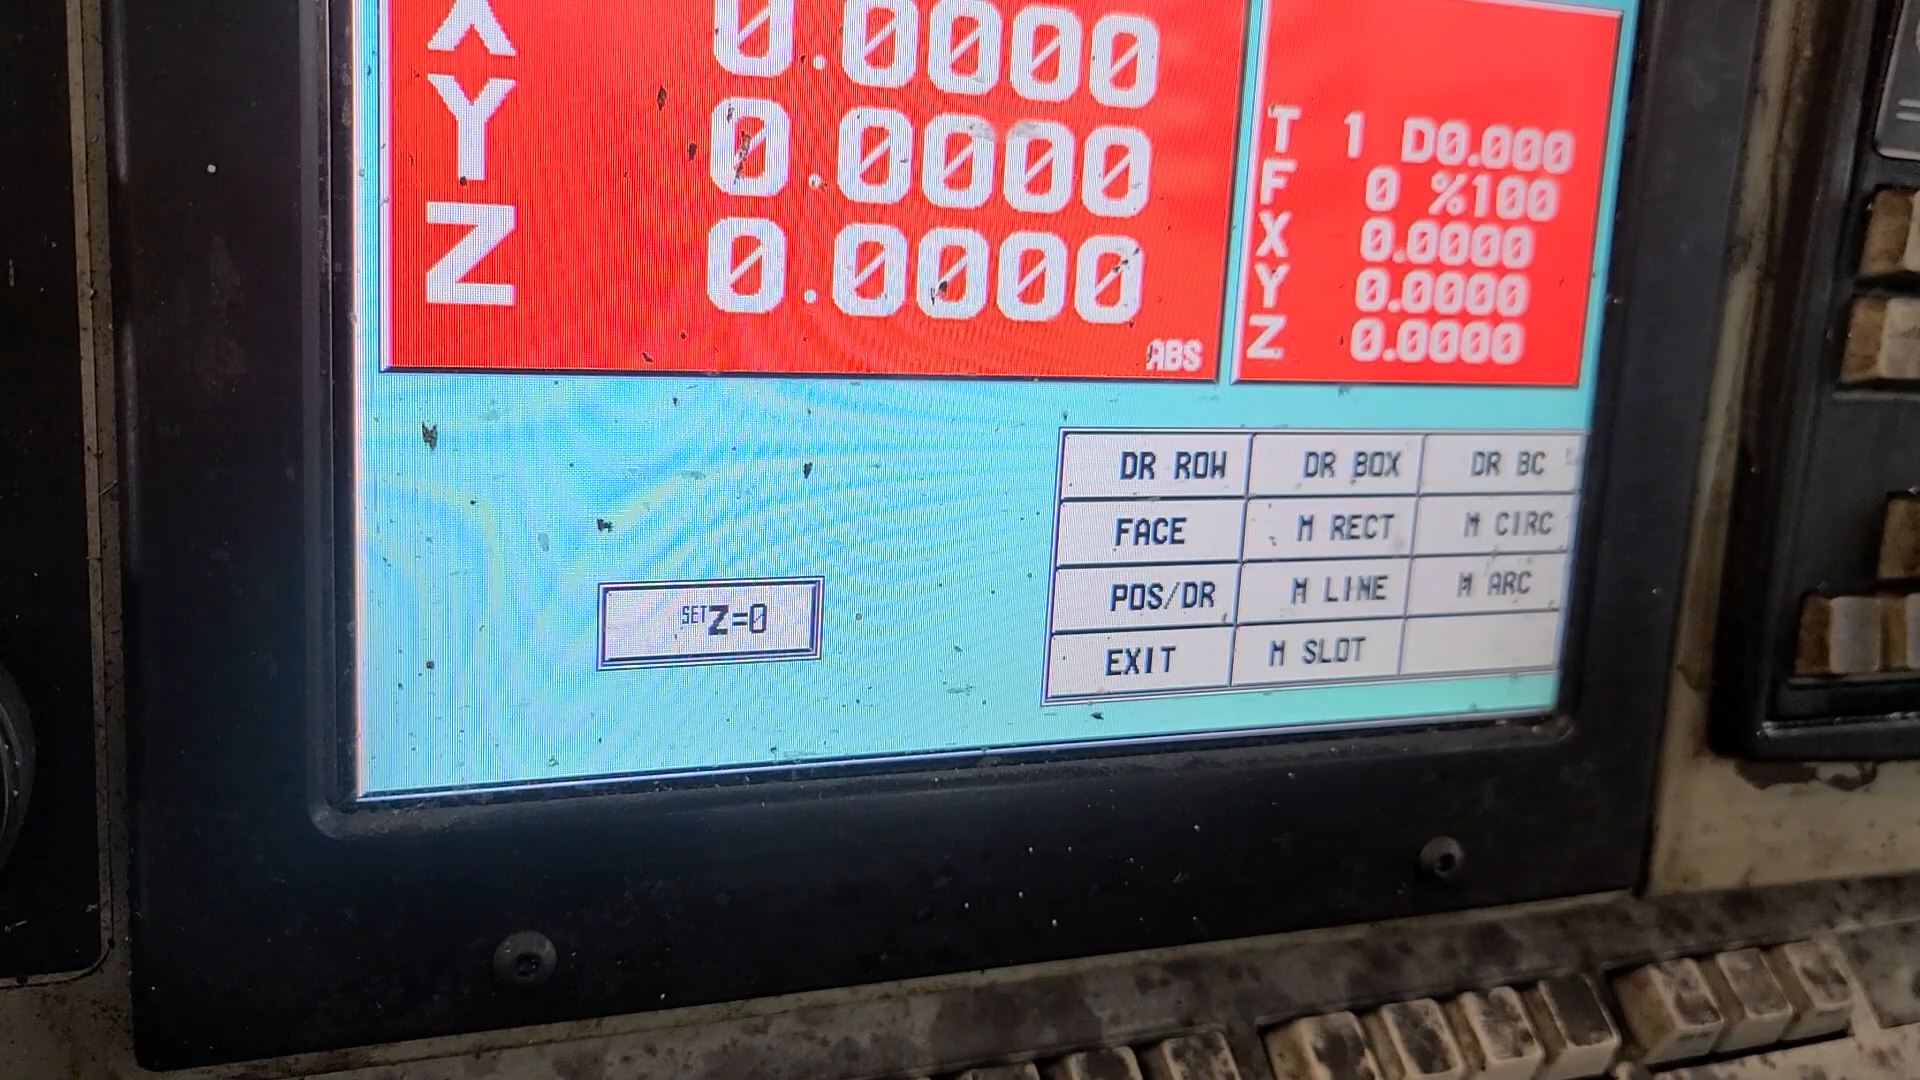 X 0.0000
Y 0.0000
Z 0.0000
ABS
T 1 D0.000
F 0 %100
X 0.0000
Y 0.0000
Z 0.0000
DR ROW DR BOX DR BC
FACE M RECT M CIRC
POS/DR M LINE M ARC
EXIT M SLOT
SET Z=0